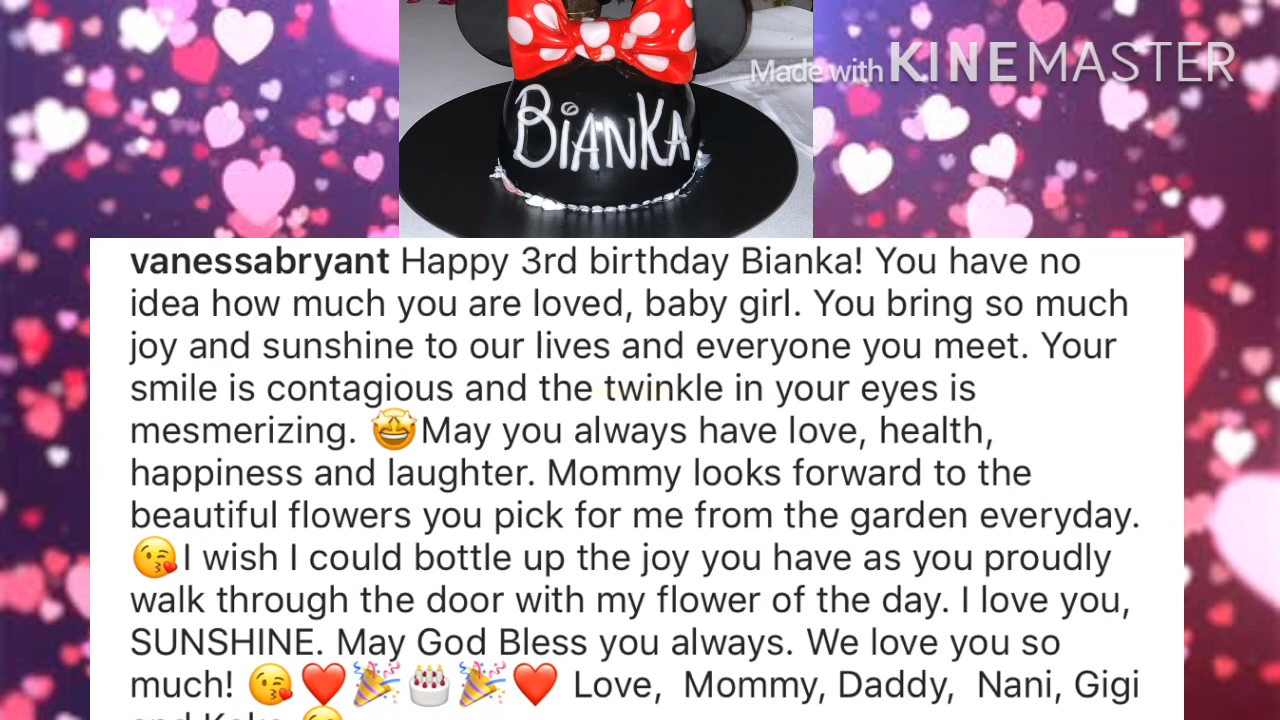 Made with KINEMASTER
BiANKA
vanessabryant Happy 3rd birthday Bianka! You have no
idea how much you are loved, baby girl. You bring so much
joy and sunshine to our lives and everyone you meet. Your
smile is contagious and the twinkle in your eyes is
mesmerizing. 🤩May you always have love, health,
happiness and laughter. Mommy looks forward to the
beautiful flowers you pick for me from the garden everyday.
😘I wish I could bottle up the joy you have as you proudly
walk through the door with my flower of the day. I love you,
SUNSHINE. May God Bless you always. We love you so
much! 😘❤️🎉🎂🎉❤️ Love,  Mommy, Daddy,  Nani, Gigi
and